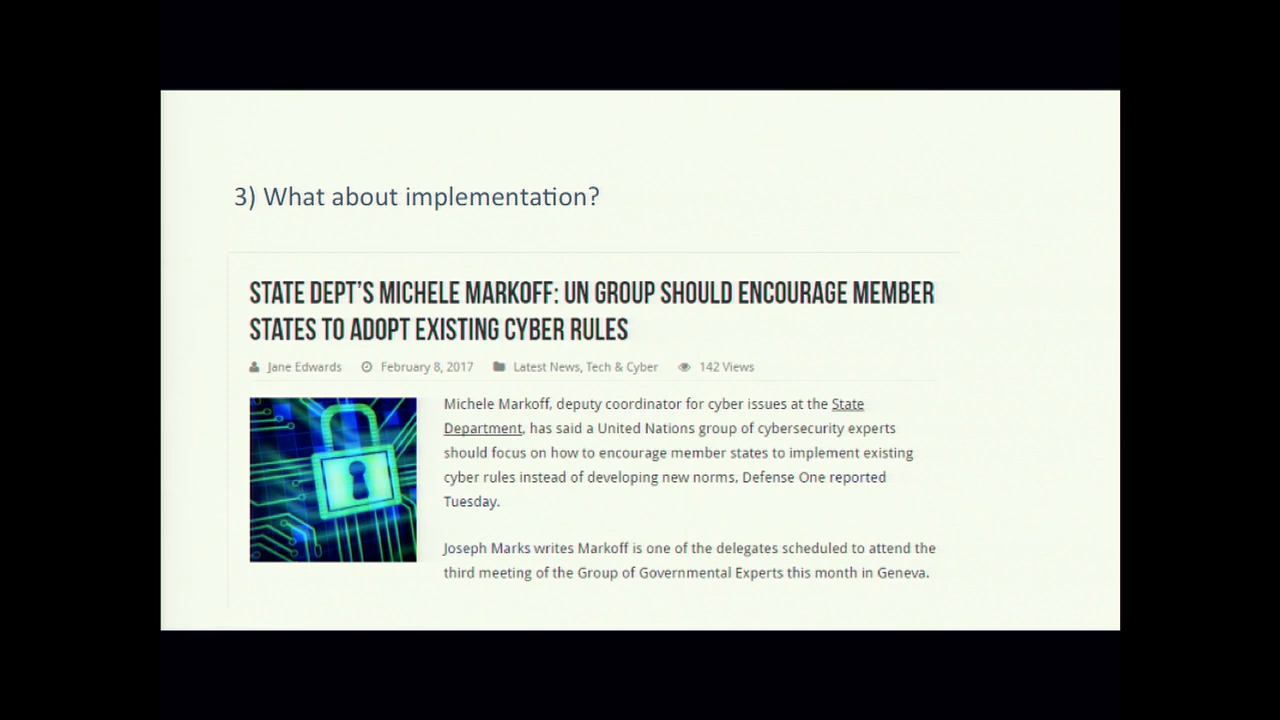 3) What about implementation?
STATE DEPT'S MICHELE MARKOFF: UN GROUP SHOULD ENCOURAGE MEMBER
STATES TO ADOPT EXISTING CYBER RULES
Jane Edwards February 8, 2017 Latest News, Tech & Cyber 142 Views
Michele Markoff, deputy coordinator for cyber issues at the State
Department, has said a United Nations group of cybersecurity experts
should focus on how to encourage member states to implement existing
cyber rules instead of developing new norms, Defense One reported
Tuesday.
Joseph Marks writes Markoff is one of the delegates scheduled to attend the
third meeting of the Group of Governmental Experts this month in Geneva.